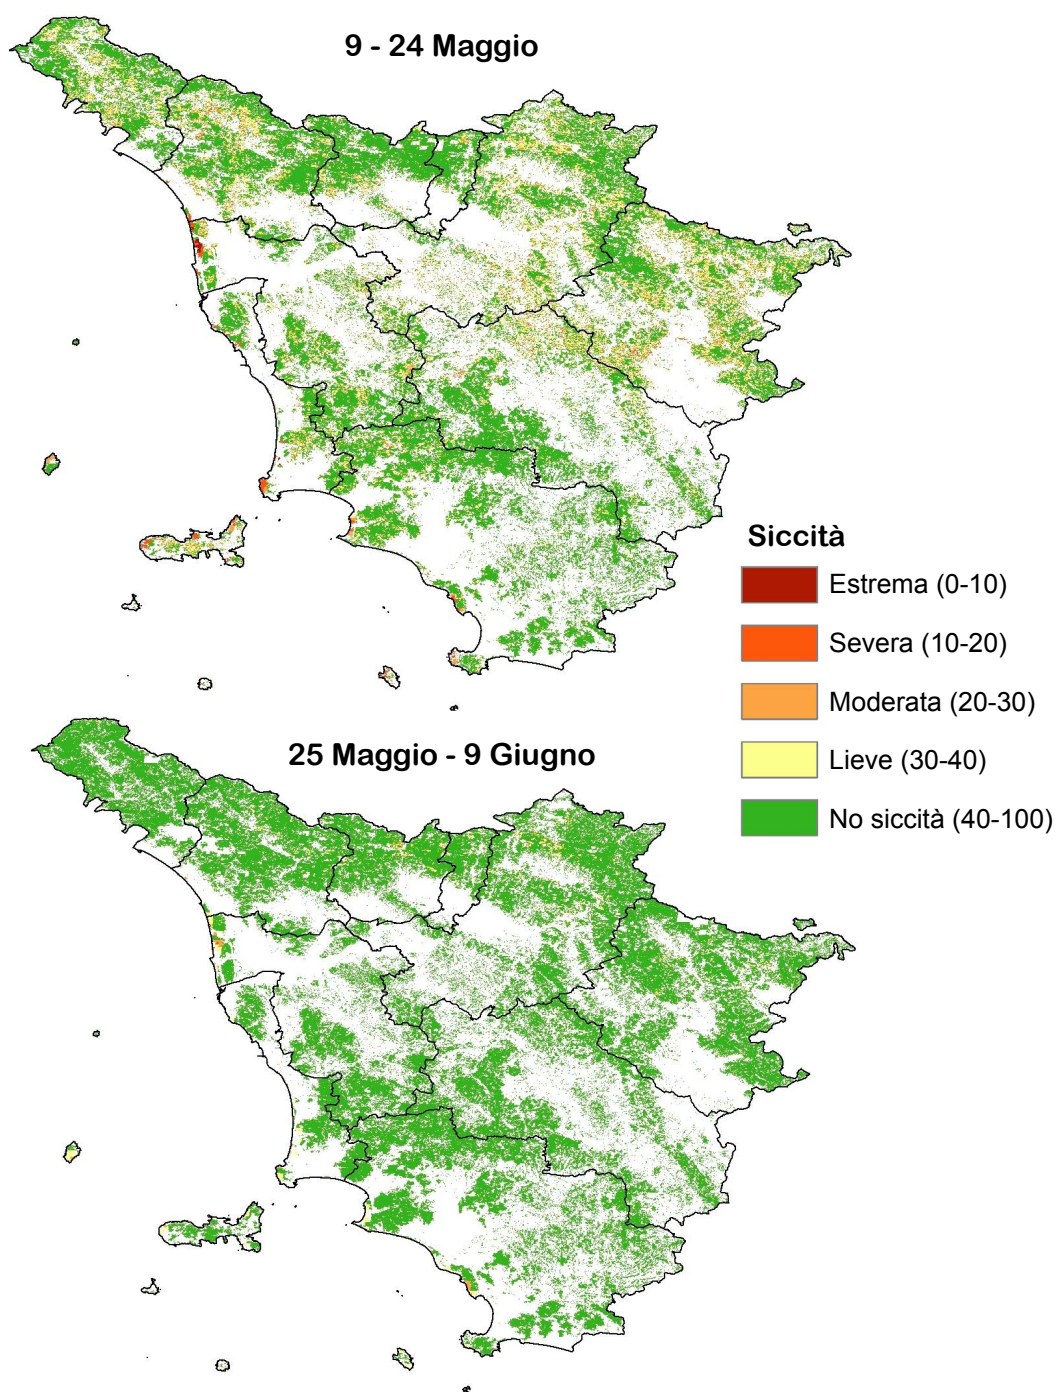 9 - 24 Maggio
Siccità
Estrema (0-10)
Severa (10-20)
Moderata (20-30)
Lieve (30-40)
No siccità (40-100)
25 Maggio - 9 Giugno